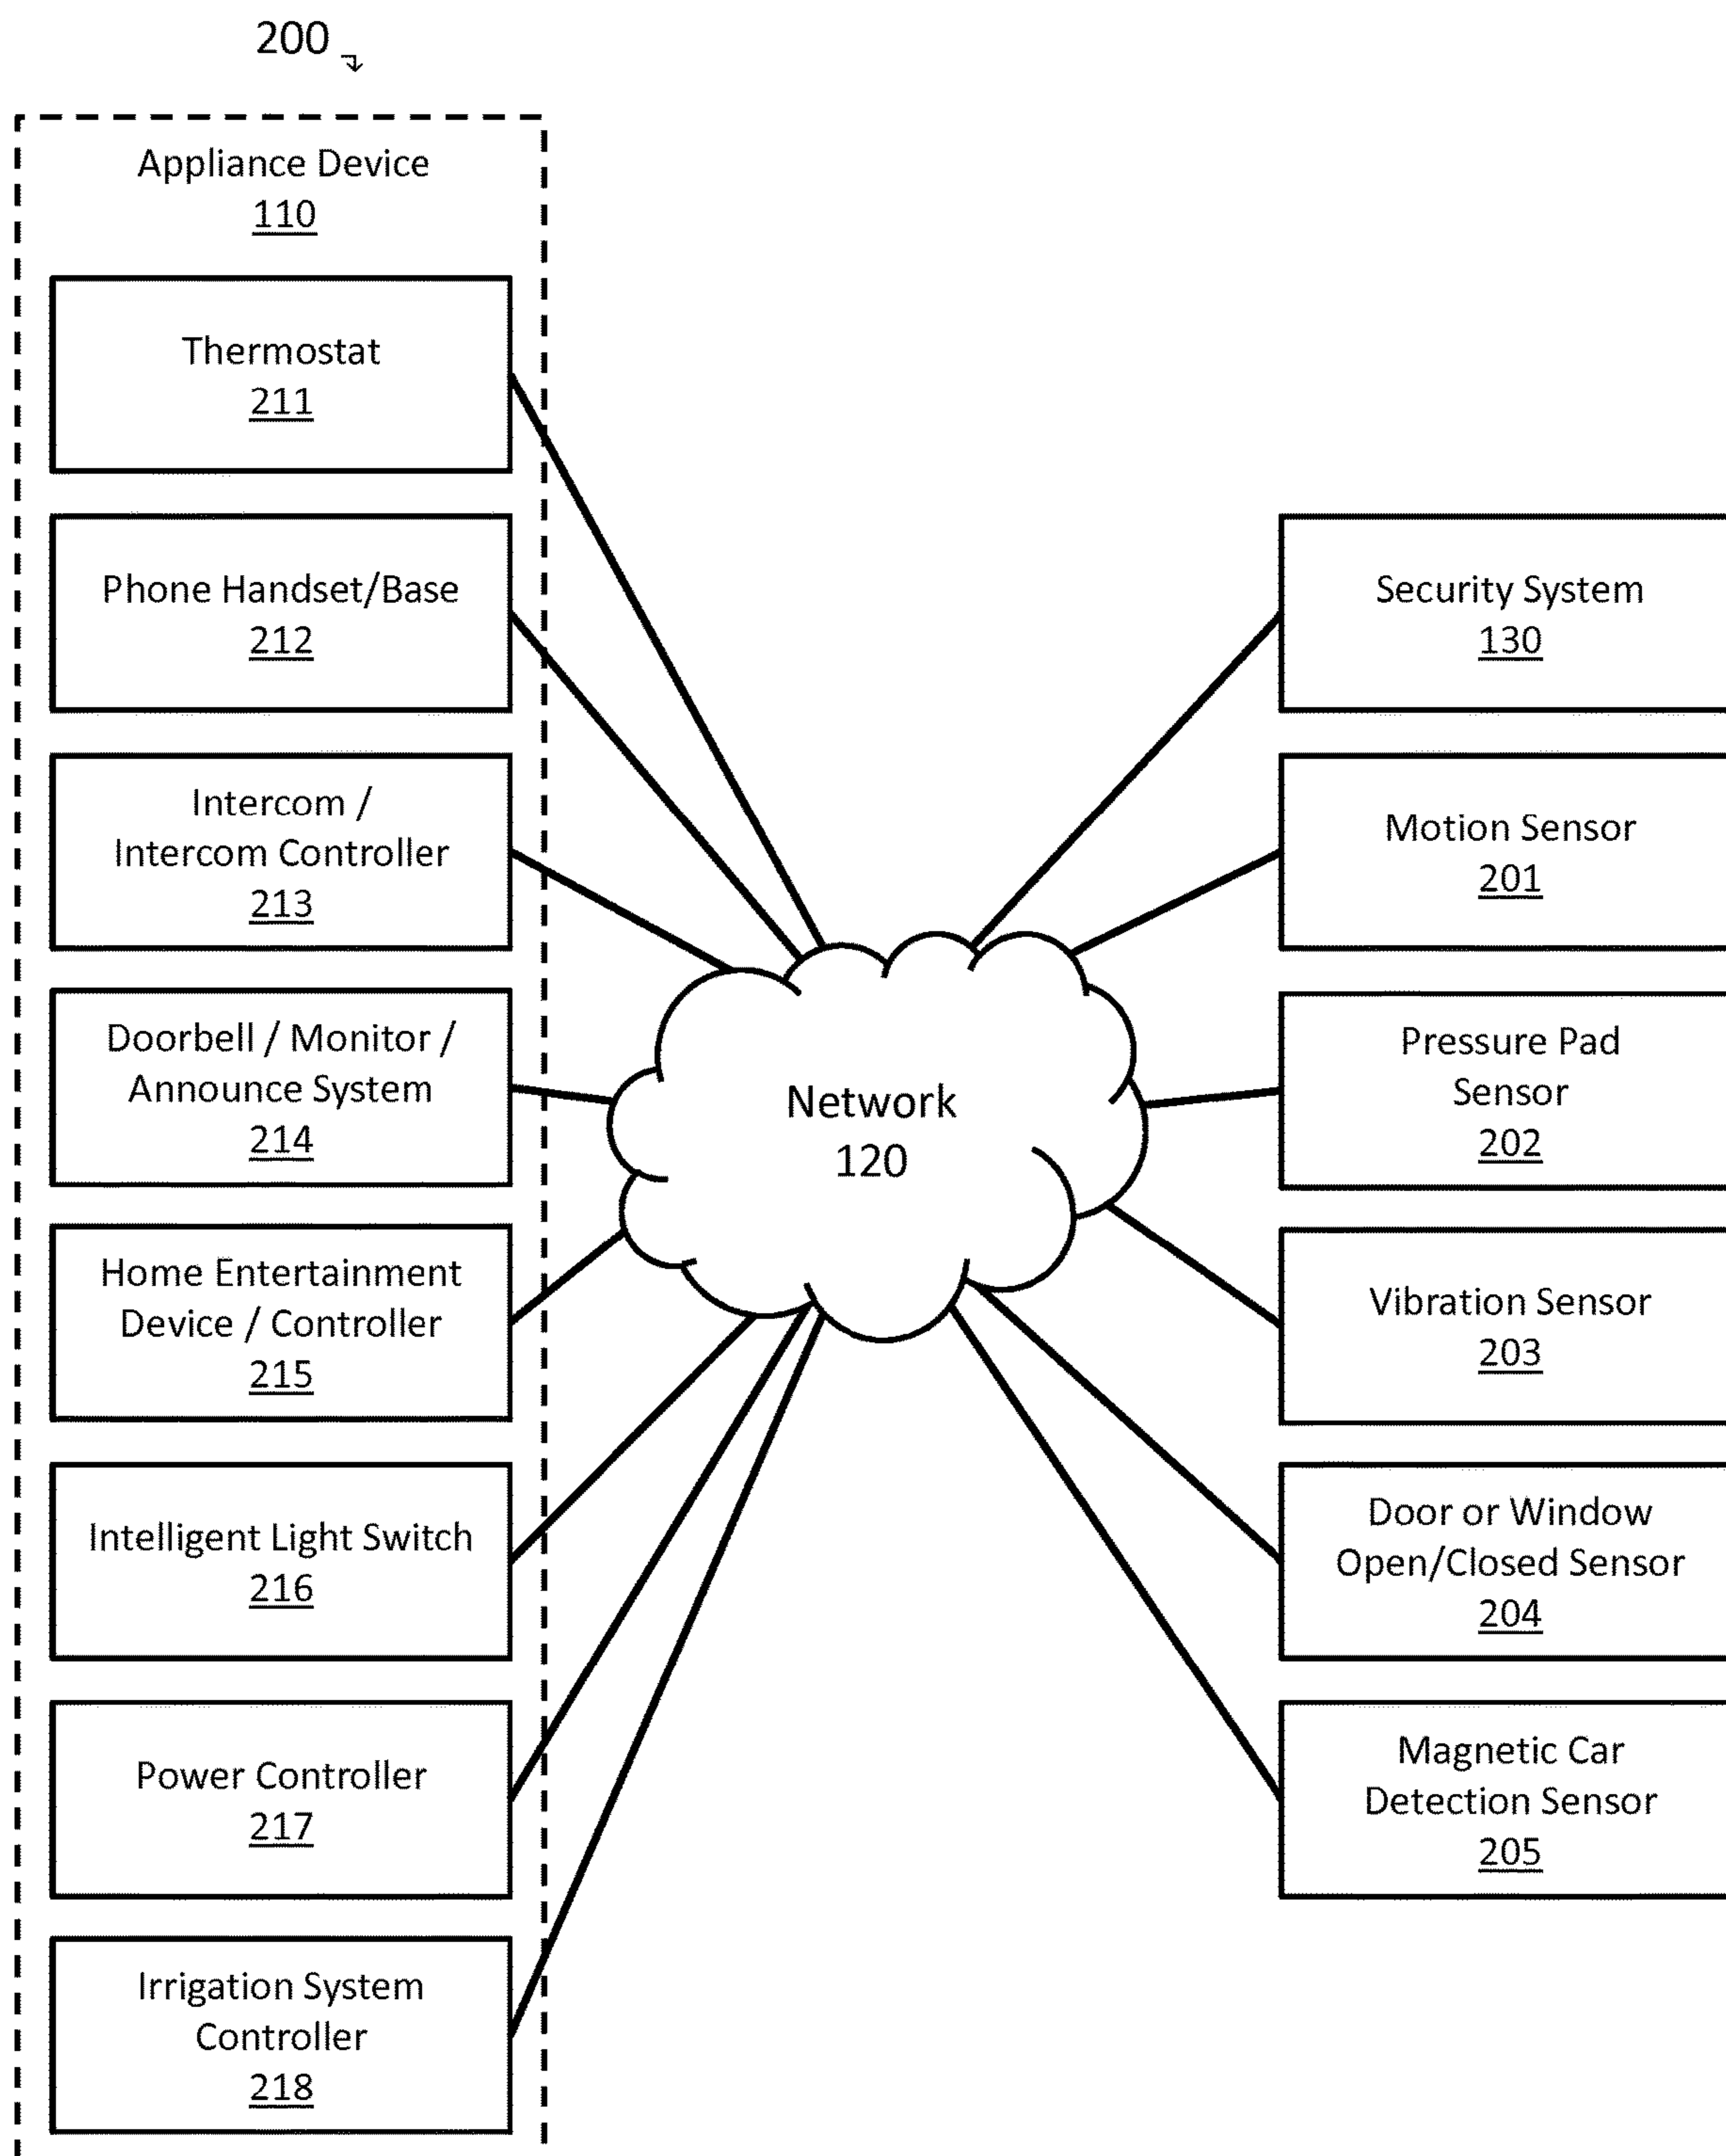 200
Appliance Device
110
Thermostat
211
Phone Handset/Base
212
Intercom /
Intercom Controller
213
Doorbell / Monitor /
Announce System
214
Home Entertainment
Device / Controller
215
Intelligent Light Switch
216
Power Controller
217
Irrigation System
Controller
218
Network
120
Security System
130
Motion Sensor
201
Pressure Pad
Sensor
202
Vibration Sensor
203
Door or Window
Open/Closed Sensor
204
Magnetic Car
Detection Sensor
205